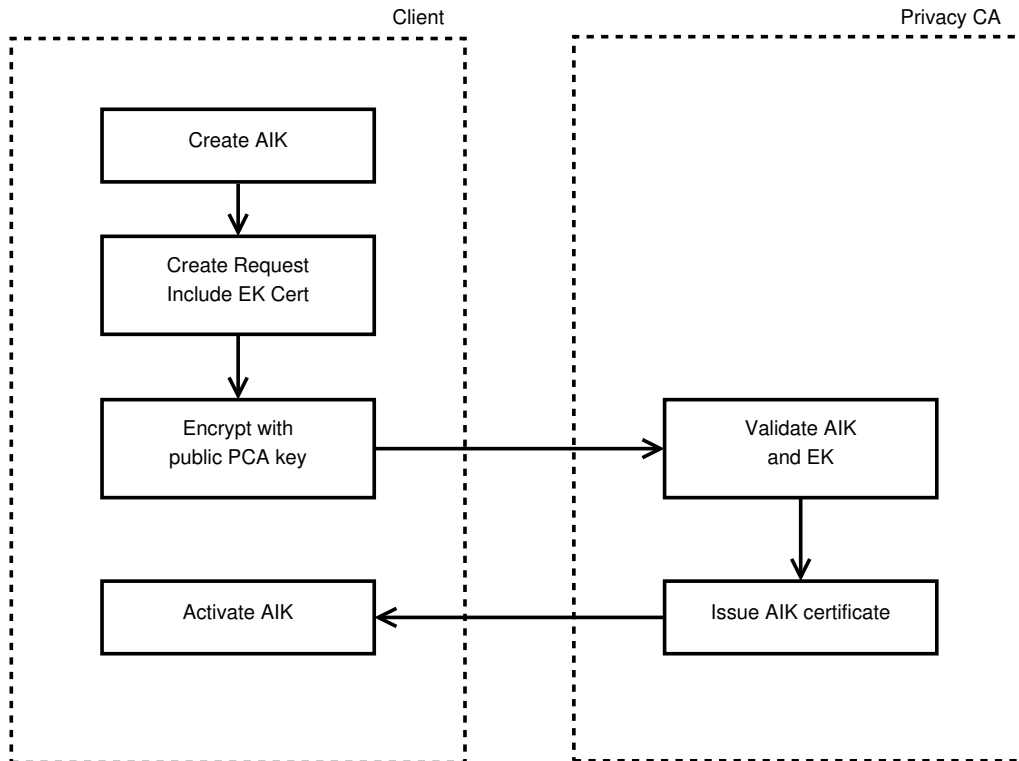 Client
Privacy CA
Create AIK
Create Request
Include EK Cert
Encrypt with
public PCA key
Validate AIK
and EK
Issue AIK certificate
Activate AIK